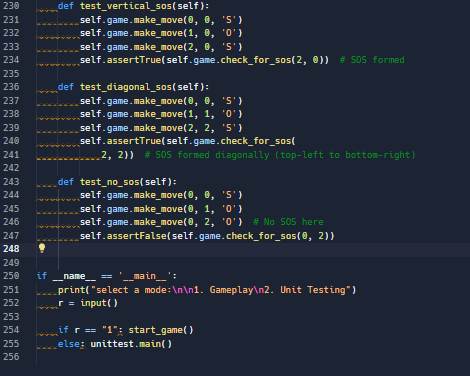 230     def test_vertical_sos(self):
231         self.game.make_move(0, 0, 'S')
232         self.game.make_move(1, 0, 'O')
233         self.game.make_move(2, 0, 'S')
234         self.assertTrue(self.game.check_for_sos(2, 0))  # SOS formed
235
236     def test_diagonal_sos(self):
237         self.game.make_move(0, 0, 'S')
238         self.game.make_move(1, 1, 'O')
239         self.game.make_move(2, 2, 'S')
240         self.assertTrue(self.game.check_for_sos(
241             2, 2))  # SOS formed diagonally (top-left to bottom-right)
242
243     def test_no_sos(self):
244         self.game.make_move(0, 0, 'S')
245         self.game.make_move(0, 1, 'O')
246         self.game.make_move(0, 2, 'O')  # No SOS here
247         self.assertFalse(self.game.check_for_sos(0, 2))
248
249
250 if __name__ == '__main__':
251     print("select a mode:\n\n1. Gameplay\n2. Unit Testing")
252     r = input()
253
254     if r == "1": start_game()
255     else: unittest.main()
256